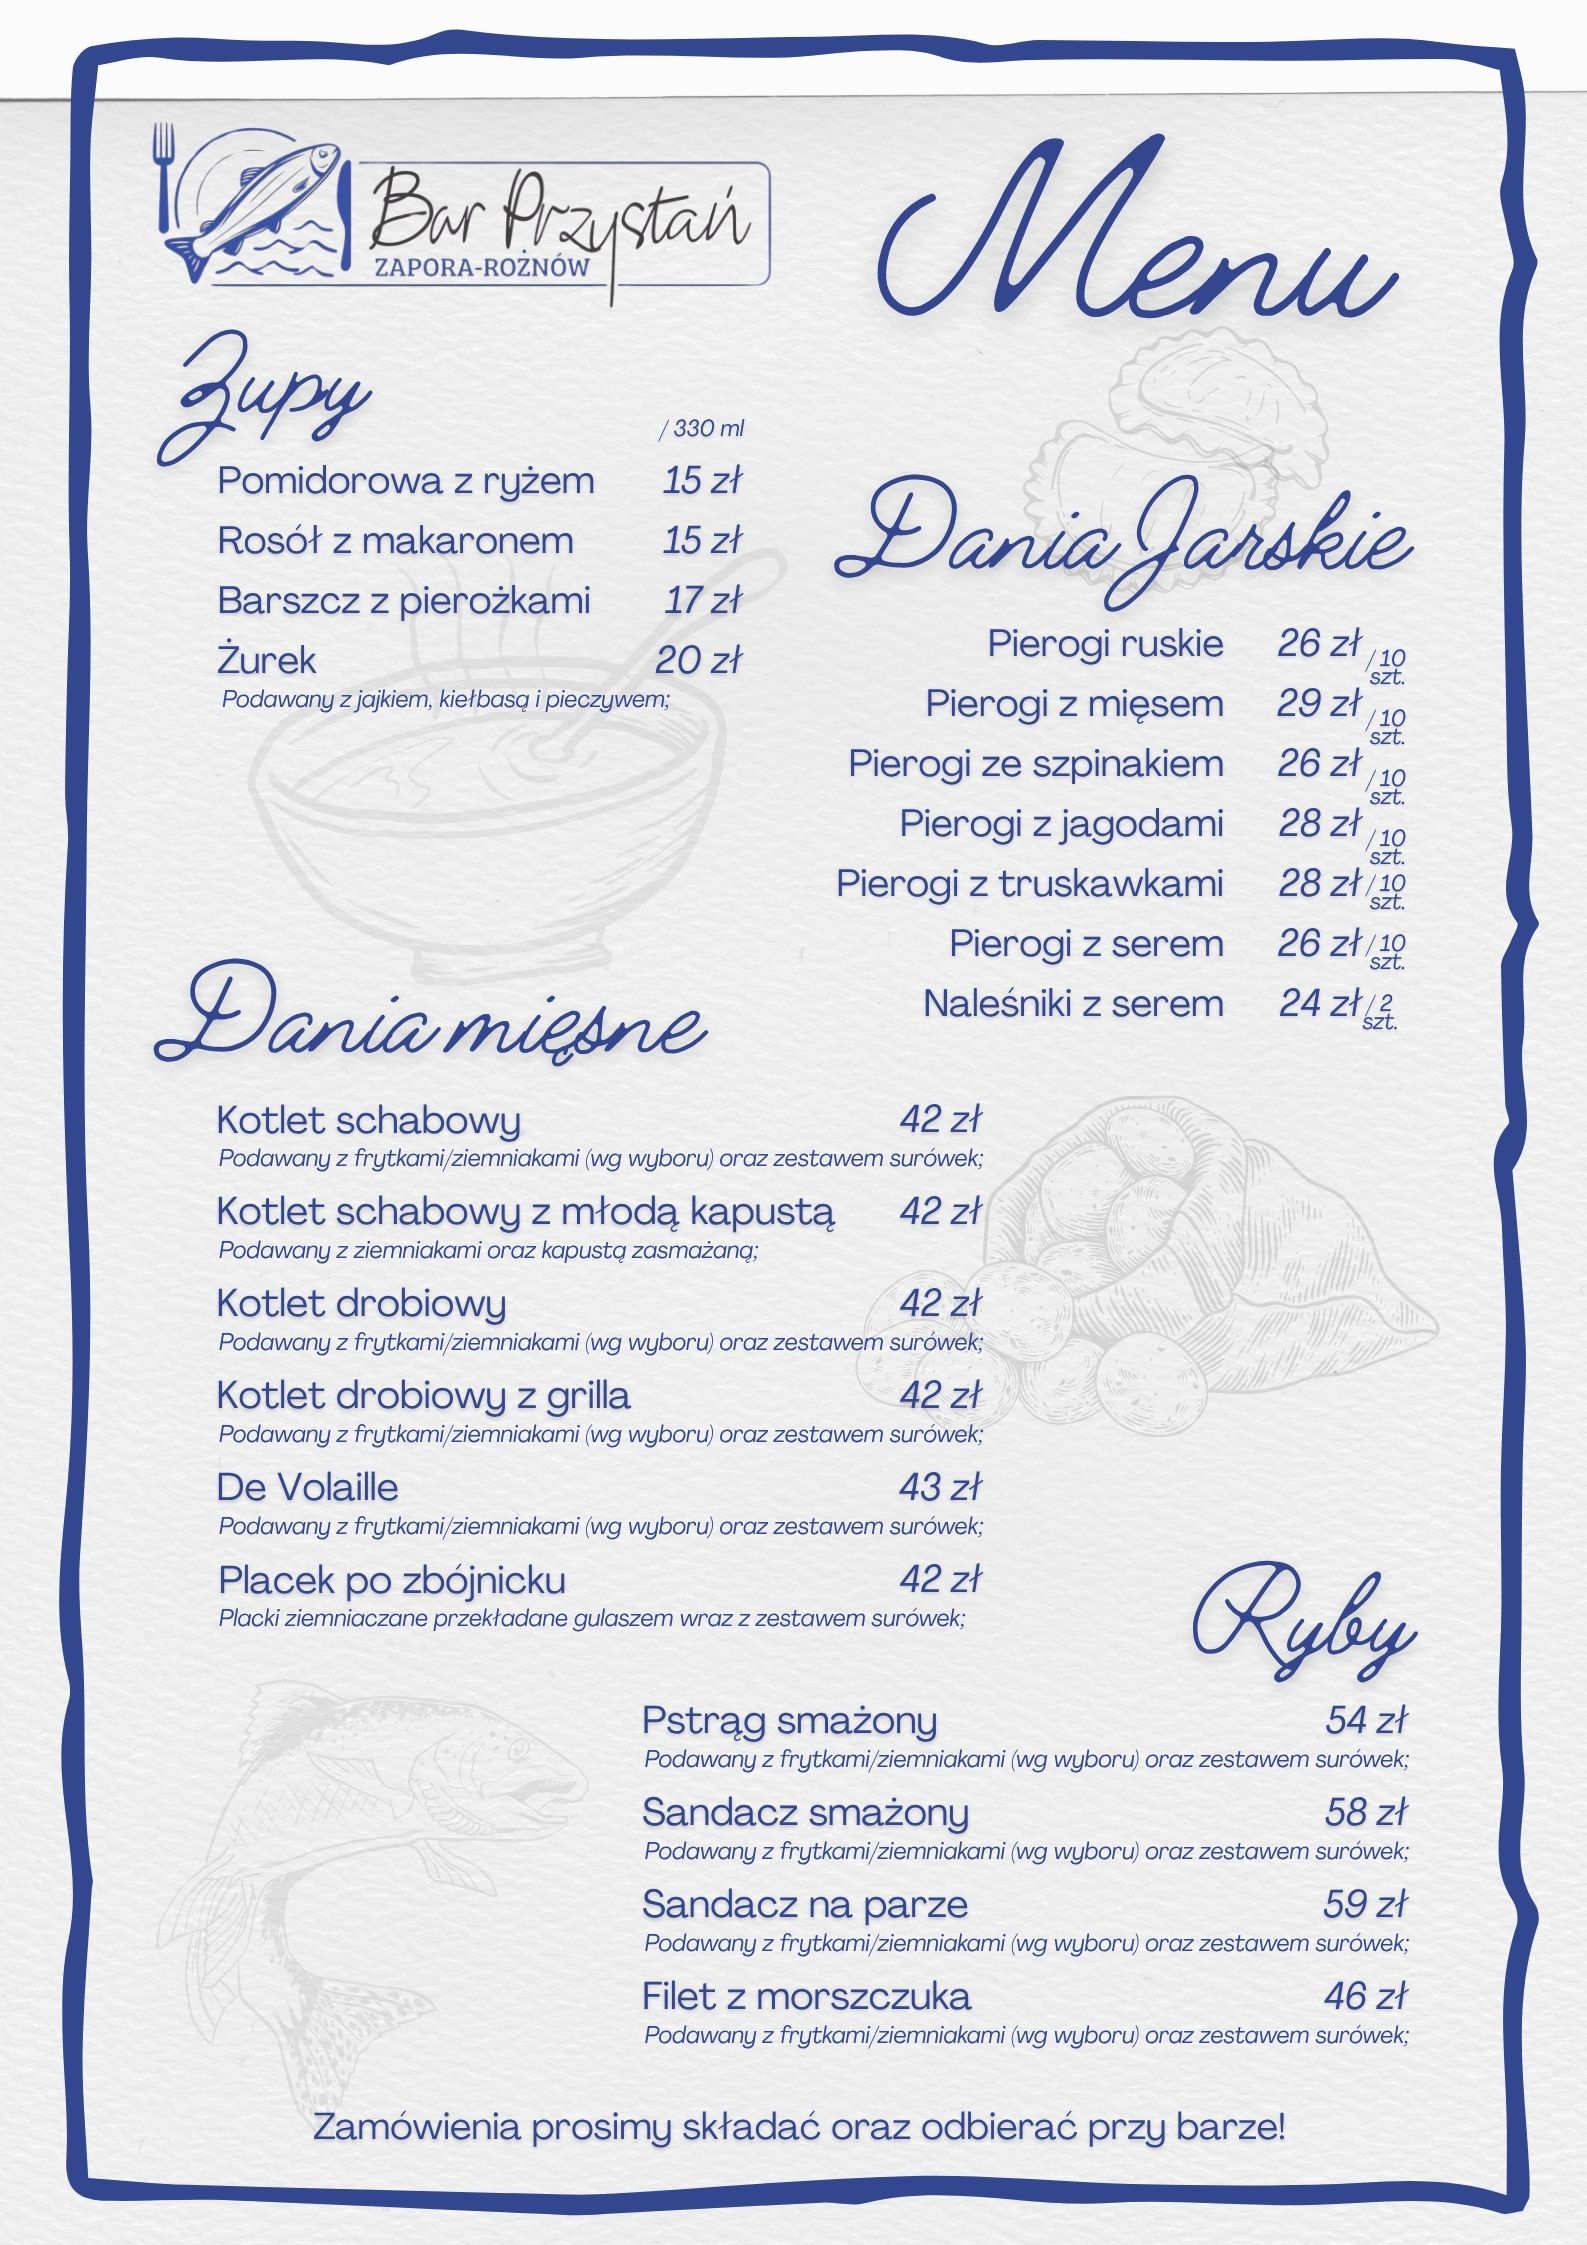 Bar Przystań
ZAPORA-ROŻNÓW
Menu
Zupy
/ 330 ml
Pomidorowa z ryżem 15 zł
Rosół z makaronem 15 zł
Barszcz z pierożkami 17 zł
Żurek 20 zł
Podawany z jajkiem, kiełbasą i pieczywem;
Dania Jarskie
Pierogi ruskie 26 zł / 10 szt.
Pierogi z mięsem 29 zł / 10 szt.
Pierogi ze szpinakiem 26 zł / 10 szt.
Pierogi z jagodami 28 zł / 10 szt.
Pierogi z truskawkami 28 zł / 10 szt.
Pierogi z serem 26 zł / 10 szt.
Naleśniki z serem 24 zł / 2 szt.
Dania mięsne
Kotlet schabowy 42 zł
Podawany z frytkami/ziemniakami (wg wyboru) oraz zestawem surówek;
Kotlet schabowy z młodą kapustą 42 zł
Podawany z ziemniakami oraz kapustą zasmażaną;
Kotlet drobiowy 42 zł
Podawany z frytkami/ziemniakami (wg wyboru) oraz zestawem surówek;
Kotlet drobiowy z grilla 42 zł
Podawany z frytkami/ziemniakami (wg wyboru) oraz zestawem surówek;
De Volaille 43 zł
Podawany z frytkami/ziemniakami (wg wyboru) oraz zestawem surówek;
Placek po zbójnicku 42 zł
Placki ziemniaczane przekładane gulaszem wraz z zestawem surówek;
Ryby
Pstrąg smażony 54 zł
Podawany z frytkami/ziemniakami (wg wyboru) oraz zestawem surówek;
Sandacz smażony 58 zł
Podawany z frytkami/ziemniakami (wg wyboru) oraz zestawem surówek;
Sandacz na parze 59 zł
Podawany z frytkami/ziemniakami (wg wyboru) oraz zestawem surówek;
Filet z morszczuka 46 zł
Podawany z frytkami/ziemniakami (wg wyboru) oraz zestawem surówek;
Zamówienia prosimy składać oraz odbierać przy barze!